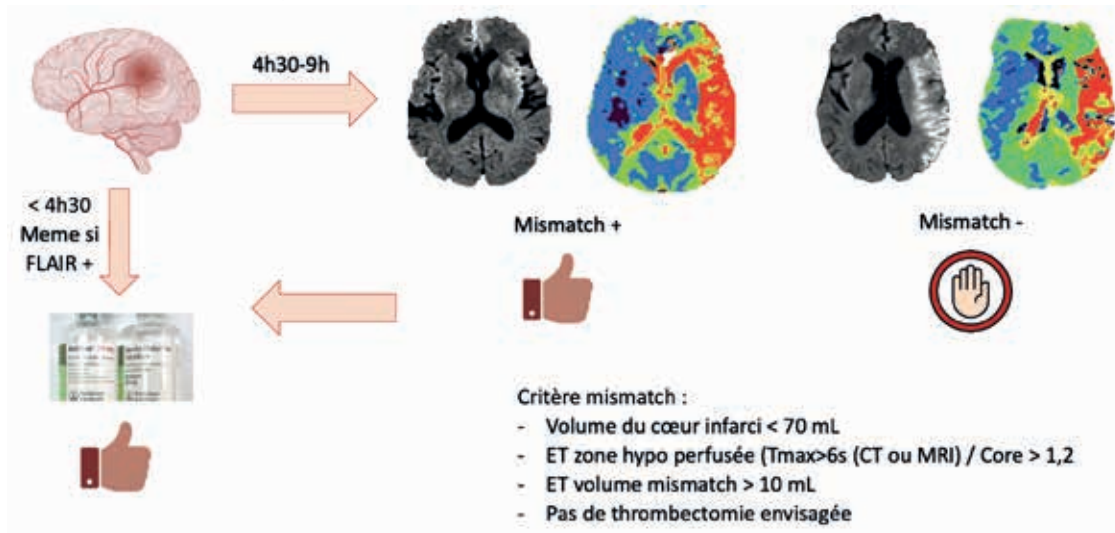 4h30-9h
< 4h30
Meme si
FLAIR +
Mismatch +
Mismatch -
Critère mismatch :
- Volume du cœur infarci < 70 mL
- ET zone hypo perfusée (Tmax>6s (CT ou MRI) / Core > 1,2
- ET volume mismatch > 10 mL
- Pas de thrombectomie envisagée